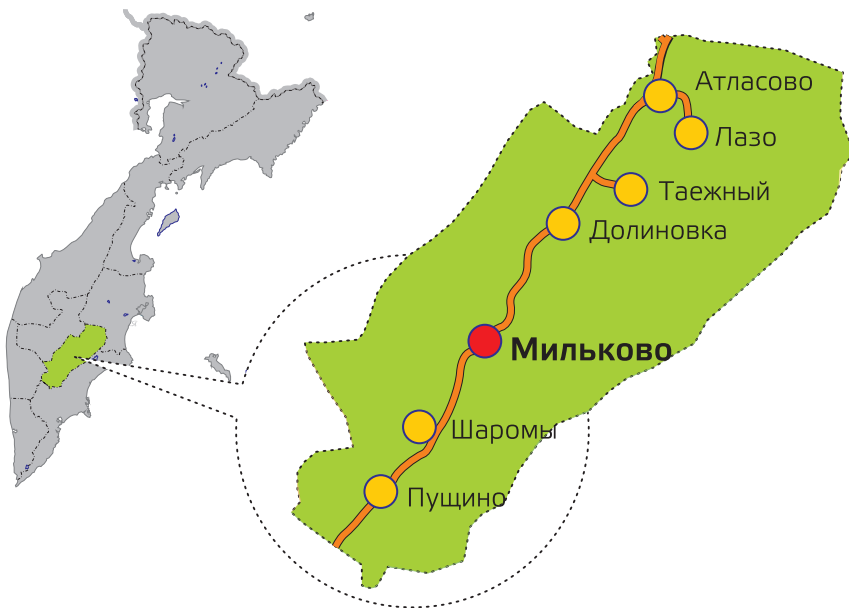 Атласово
Лазо
Таежный
Долиновка
Мильково
Шаромы
Пущино